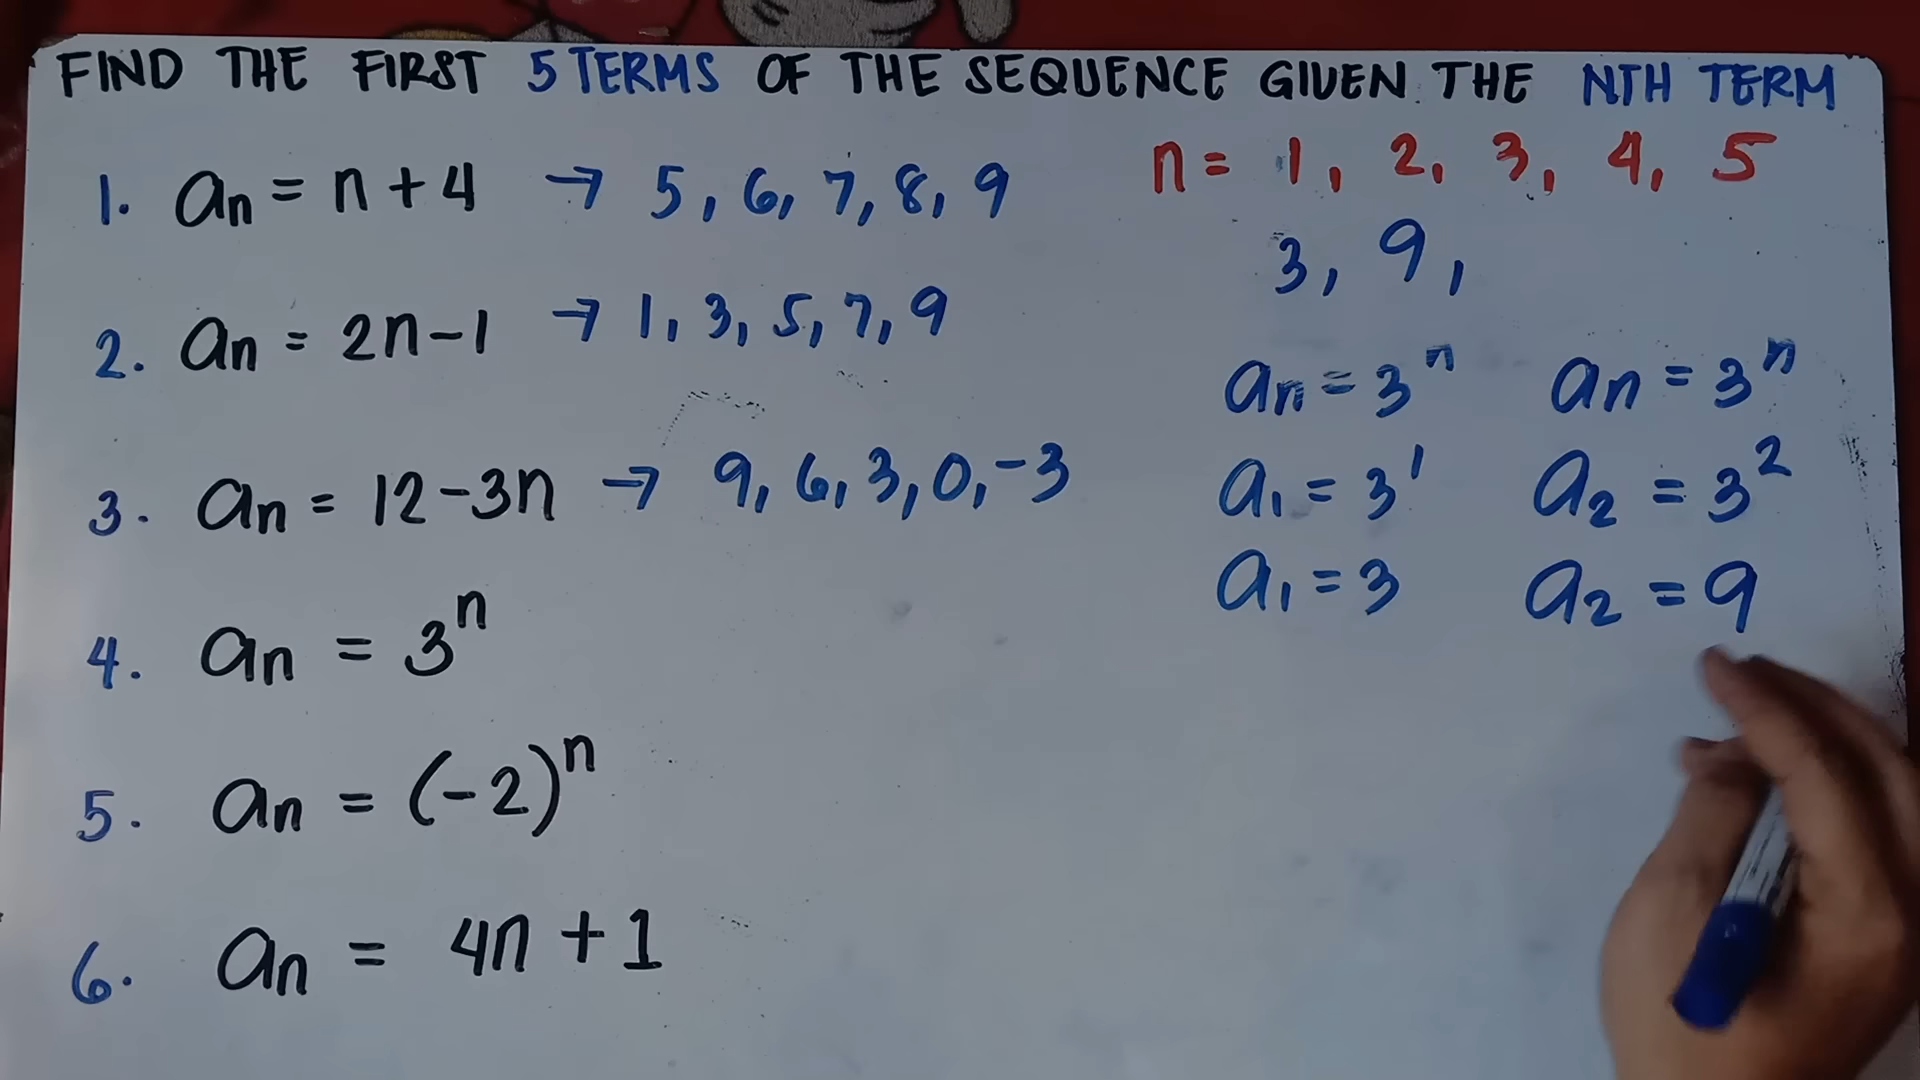 FIND THE FIRST 5 TERMS OF THE SEQUENCE GIVEN THE NTH TERM
1. an = n + 4 → 5, 6, 7, 8, 9
2. an = 2n - 1 → 1, 3, 5, 7, 9
3. an = 12 - 3n → 9, 6, 3, 0, -3
4. an = 3^n
5. an = (-2)^n
6. an = 4n + 1
n = 1, 2, 3, 4, 5
3, 9,
an = 3^n
a1 = 3^1
a1 = 3
an = 3^n
a2 = 3^2
a2 = 9